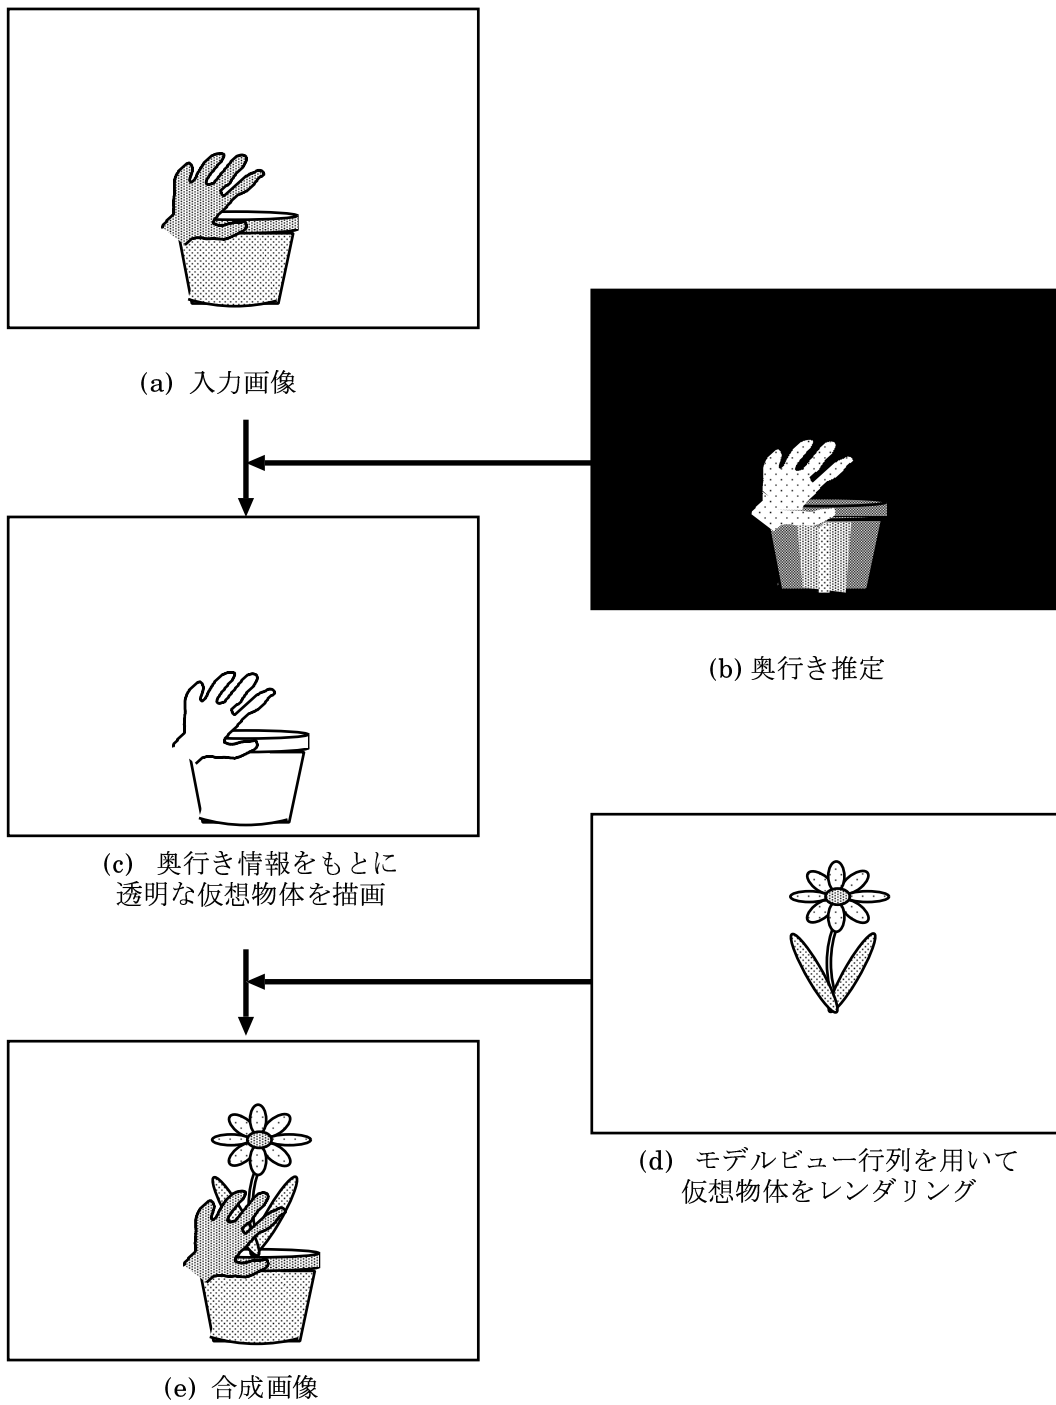 (a) 入力画像
(b) 奥行き推定
(c) 奥行き情報をもとに
透明な仮想物体を描画
(d) モデルビュー行列を用いて
仮想物体をレンダリング
(e) 合成画像